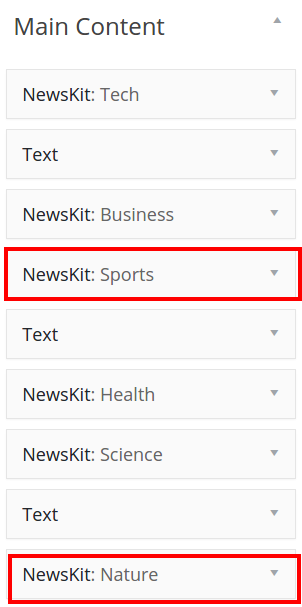 Main Content
NewsKit: Tech
Text
NewsKit: Business
NewsKit: Sports
Text
NewsKit: Health
NewsKit: Science
Text
NewsKit: Nature